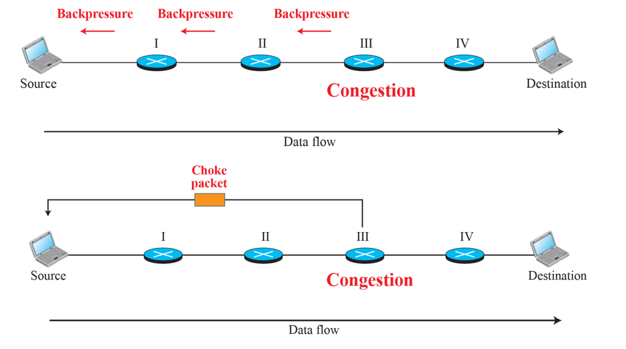 Backpressure Backpressure Backpressure
I II III IV
Source Congestion Destination
Data flow
Choke
packet
I II III IV
Source Congestion Destination
Data flow